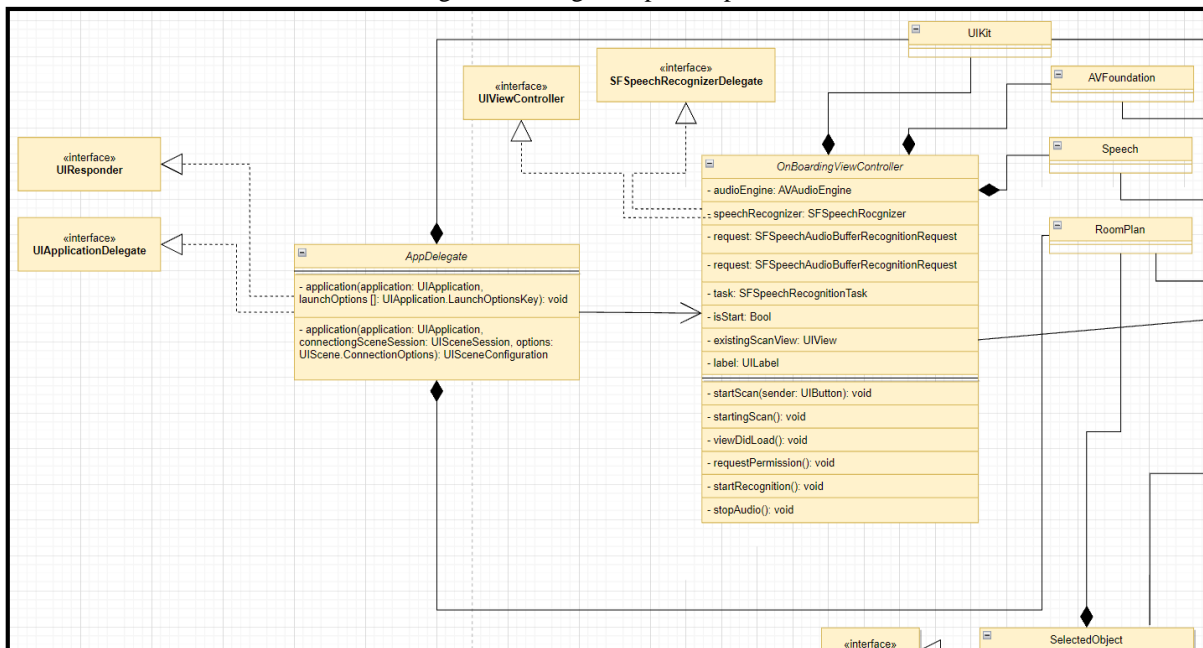 UIKit
«interface»
SFSpeechRecognizerDelegate
«interface»
UIViewController
AVFoundation
«interface»
UIResponder
Speech
OnBoardingViewController
- audioEngine: AVAudioEngine
- speechRecognizer: SFSpeechRocgnizer
- request: SFSpeechAudioBufferRecognitionRequest
- request: SFSpeechAudioBufferRecognitionRequest
- task: SFSpeechRecognitionTask
- isStart: Bool
- existingScanView: UIView
- label: UILabel
- startScan(sender: UIButton): void
- startingScan(): void
- viewDidLoad(): void
- requestPermission(): void
- startRecognition(): void
- stopAudio(): void
RoomPlan
«interface»
UIApplicationDelegate
AppDelegate
- application(application: UIApplication,
launchOptions []: UIApplication.LaunchOptionsKey): void
- application(application: UIApplication,
connectiongSceneSession: UISceneSession, options:
UIScene.ConnectionOptions): UISceneConfiguration
«interface»
SelectedObject